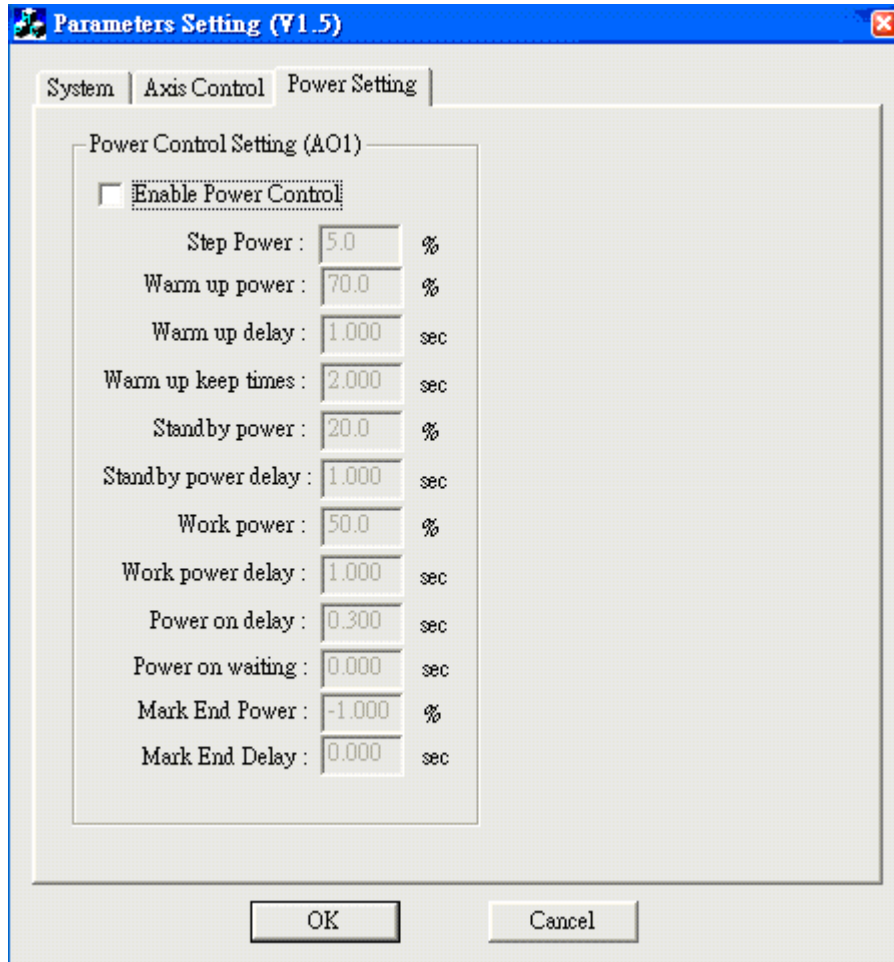 Parameters Setting (V1.5)
System Axis Control Power Setting
Power Control Setting (AO1)
Enable Power Control
Step Power : 5.0 %
Warm up power : 70.0 %
Warm up delay : 1.000 sec
Warm up keep times : 2.000 sec
Standby power : 20.0 %
Standby power delay : 1.000 sec
Work power : 50.0 %
Work power delay : 1.000 sec
Power on delay : 0.300 sec
Power on waiting : 0.000 sec
Mark End Power : -1.000 %
Mark End Delay : 0.000 sec
OK Cancel